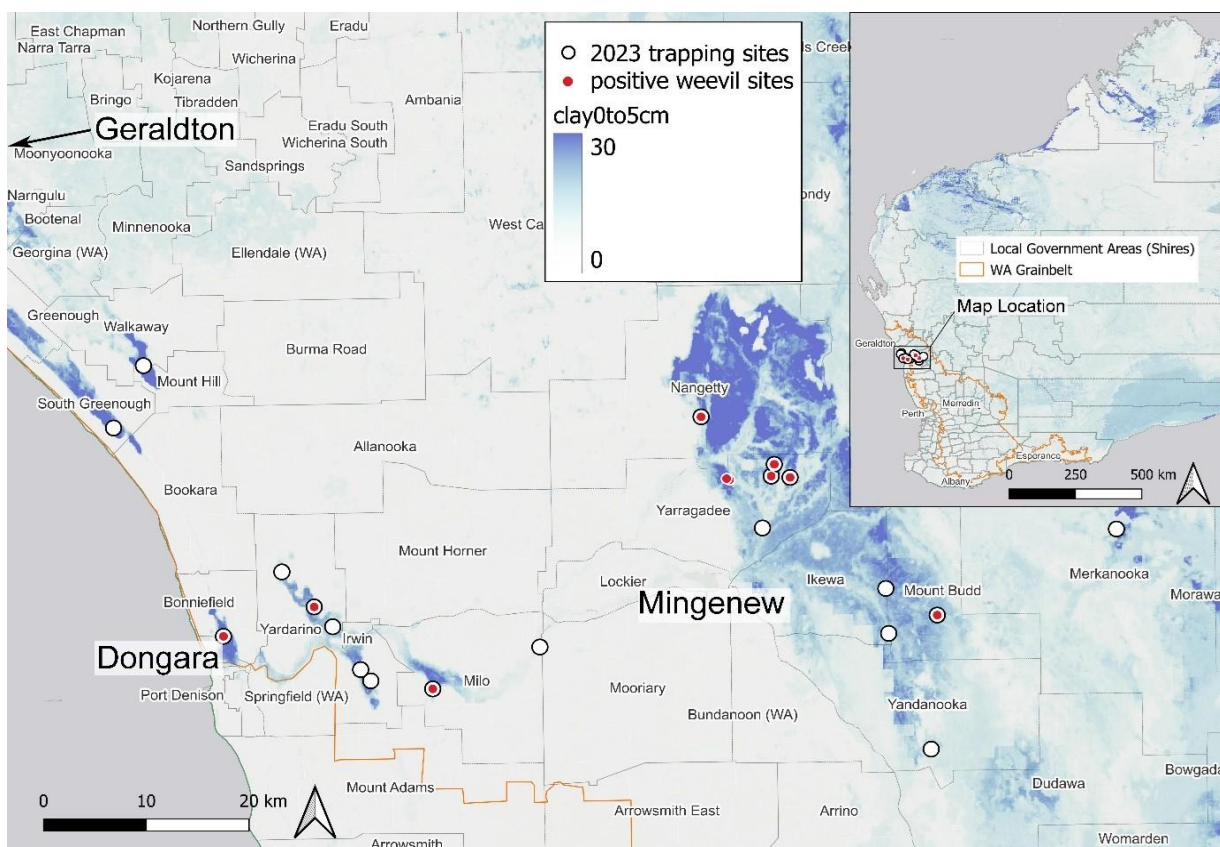 East Chapman
Northern Gully
Eradu
Narra Tarra
Wicherina
Kojarena
Bringo
Tibradden
Ambania
Geraldton
Eradu South
Wicherina South
Moonyoonooka
Sandsprings
Narngulu
Bootenal
Minnenooka
West Ca
Georgina (WA)
Ellendale (WA)
Greenough
Walkaway
Burma Road
Mount Hill
South Greenough
Nangetty
Allanooka
Bookara
Yarragadee
Mount Horner
Lockier
Ikewa
Mount Budd
Merkanooka
Morawa
Mingenew
Bonniefield
Yardarino
Irwin
Dongara
Milo
Port Denison
Springfield (WA)
Mooriary
Bundanoon (WA)
Yandanooka
Mount Adams
Dudawa
Bowgada
Arrowsmith East
Arrino
Arrowsmith
Womarden
0 10 20 km
2023 trapping sites
positive weevil sites
clay0to5cm
30
0
ls Creek
ondy
Local Government Areas (Shires)
WA Grainbelt
Map Location
Geraldton
Merredin
Perth
Esperance
Albany
0 250 500 km